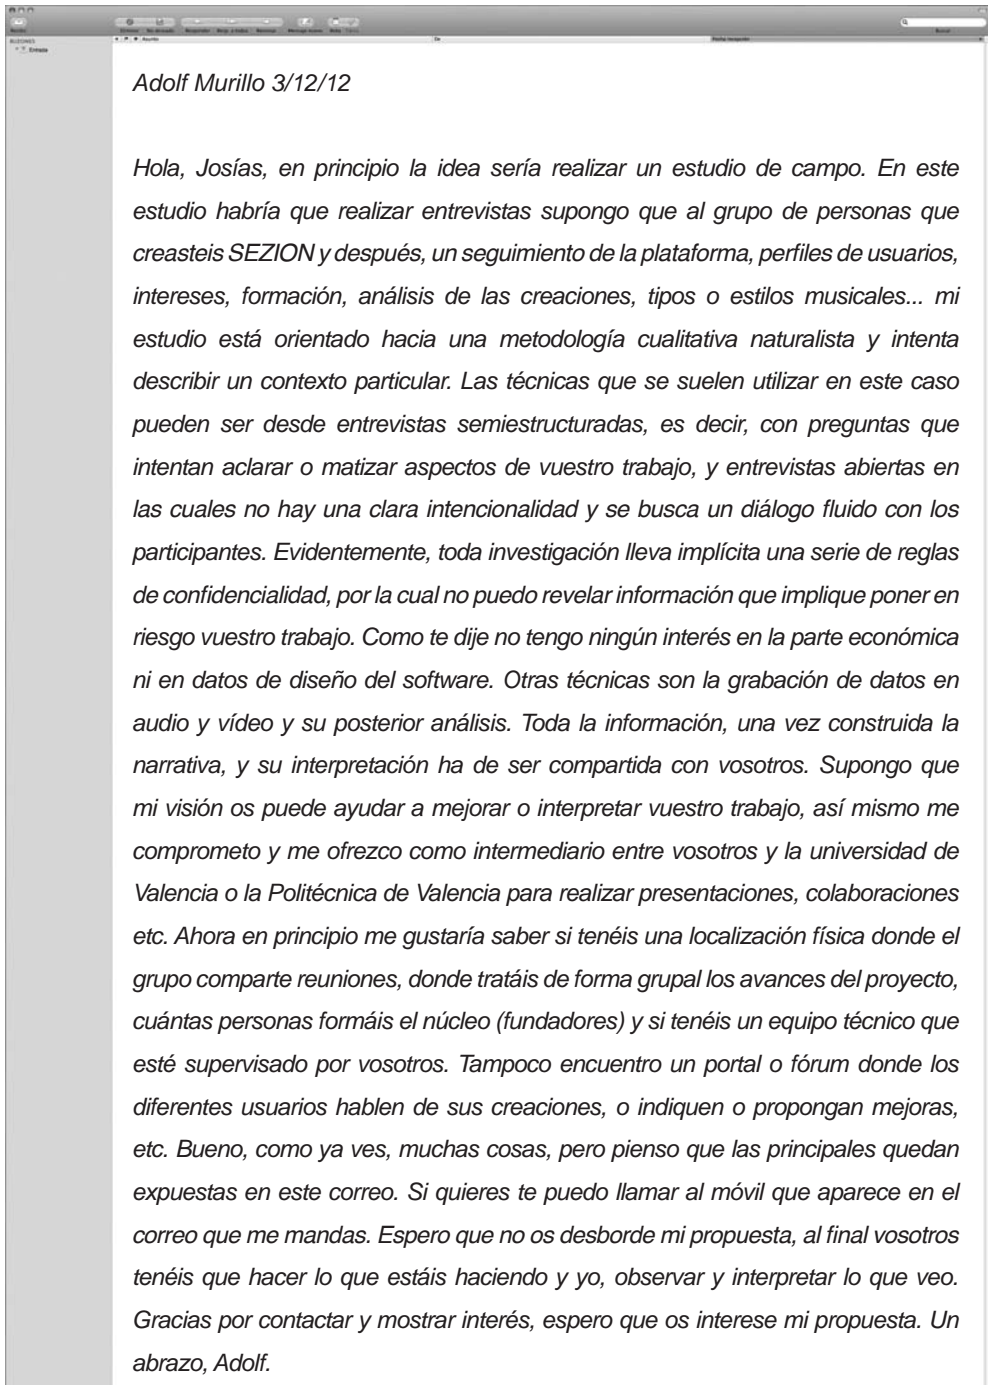 Buscar
BUZONES
Entrada
Asunto
De
Fecha recepción
Adolf Murillo 3/12/12
Hola, Josías, en principio la idea sería realizar un estudio de campo. En este
estudio habría que realizar entrevistas supongo que al grupo de personas que
creasteis SEZION y después, un seguimiento de la plataforma, perfiles de usuarios,
intereses, formación, análisis de las creaciones, tipos o estilos musicales... mi
estudio está orientado hacia una metodología cualitativa naturalista y intenta
describir un contexto particular. Las técnicas que se suelen utilizar en este caso
pueden ser desde entrevistas semiestructuradas, es decir, con preguntas que
intentan aclarar o matizar aspectos de vuestro trabajo, y entrevistas abiertas en
las cuales no hay una clara intencionalidad y se busca un diálogo fluido con los
participantes. Evidentemente, toda investigación lleva implícita una serie de reglas
de confidencialidad, por la cual no puedo revelar información que implique poner en
riesgo vuestro trabajo. Como te dije no tengo ningún interés en la parte económica
ni en datos de diseño del software. Otras técnicas son la grabación de datos en
audio y vídeo y su posterior análisis. Toda la información, una vez construida la
narrativa, y su interpretación ha de ser compartida con vosotros. Supongo que
mi visión os puede ayudar a mejorar o interpretar vuestro trabajo, así mismo me
comprometo y me ofrezco como intermediario entre vosotros y la universidad de
Valencia o la Politécnica de Valencia para realizar presentaciones, colaboraciones
etc. Ahora en principio me gustaría saber si tenéis una localización física donde el
grupo comparte reuniones, donde tratáis de forma grupal los avances del proyecto,
cuántas personas formáis el núcleo (fundadores) y si tenéis un equipo técnico que
esté supervisado por vosotros. Tampoco encuentro un portal o fórum donde los
diferentes usuarios hablen de sus creaciones, o indiquen o propongan mejoras,
etc. Bueno, como ya ves, muchas cosas, pero pienso que las principales quedan
expuestas en este correo. Si quieres te puedo llamar al móvil que aparece en el
correo que me mandas. Espero que no os desborde mi propuesta, al final vosotros
tenéis que hacer lo que estáis haciendo y yo, observar y interpretar lo que veo.
Gracias por contactar y mostrar interés, espero que os interese mi propuesta. Un
abrazo, Adolf.